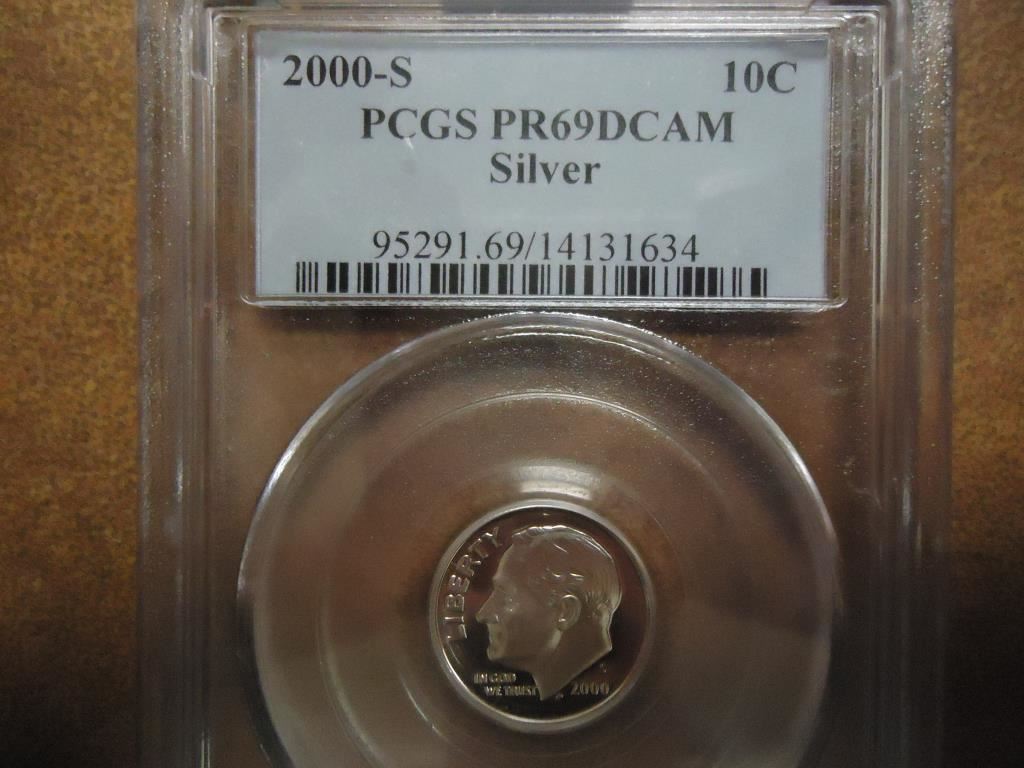 2000-S 10C
PCGS PR69DCAM
Silver
95291.69/14131634
LIBERTY
IN GOD
WE TRUST
2000